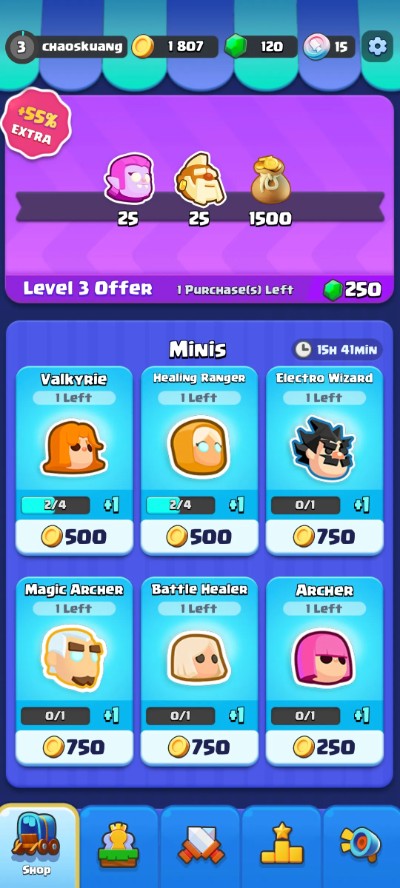 3 chaoskuang 1 807 120 15
+55%
EXTRA
25 25 1500
Level 3 Offer 1 Purchase(s) Left 250
Minis 15H 41MIN
Valkyrie Healing Ranger Electro Wizard
1 Left 1 Left 1 Left
2/4 +1 2/4 +1 0/1 +1
500 500 750
Magic Archer Battle Healer Archer
1 Left 1 Left 1 Left
0/1 +1 0/1 +1 0/1 +1
750 750 250
Shop